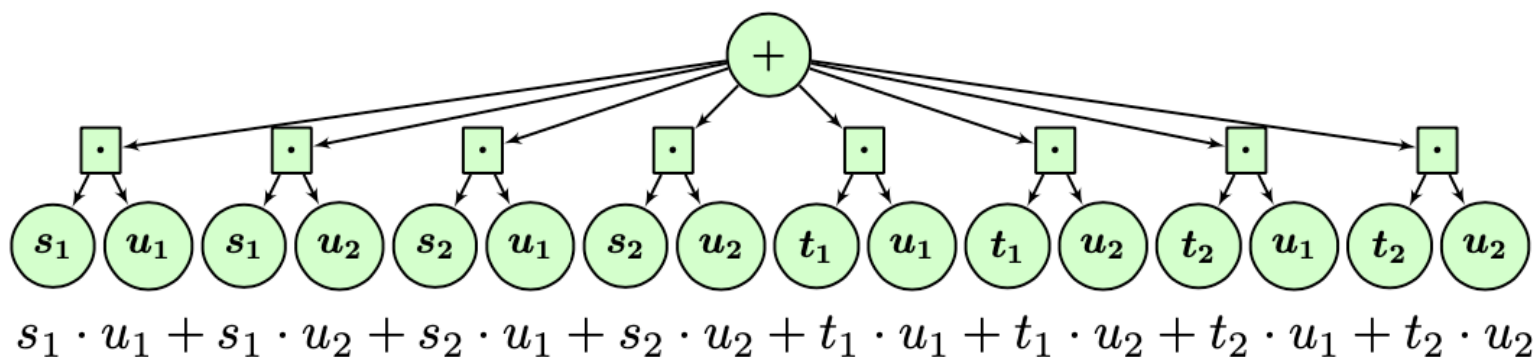 +
· · · · · · · ·
s₁ u₁ s₁ u₂ s₂ u₁ s₂ u₂ t₁ u₁ t₁ u₂ t₂ u₁ t₂ u₂
s₁ · u₁ + s₁ · u₂ + s₂ · u₁ + s₂ · u₂ + t₁ · u₁ + t₁ · u₂ + t₂ · u₁ + t₂ · u₂